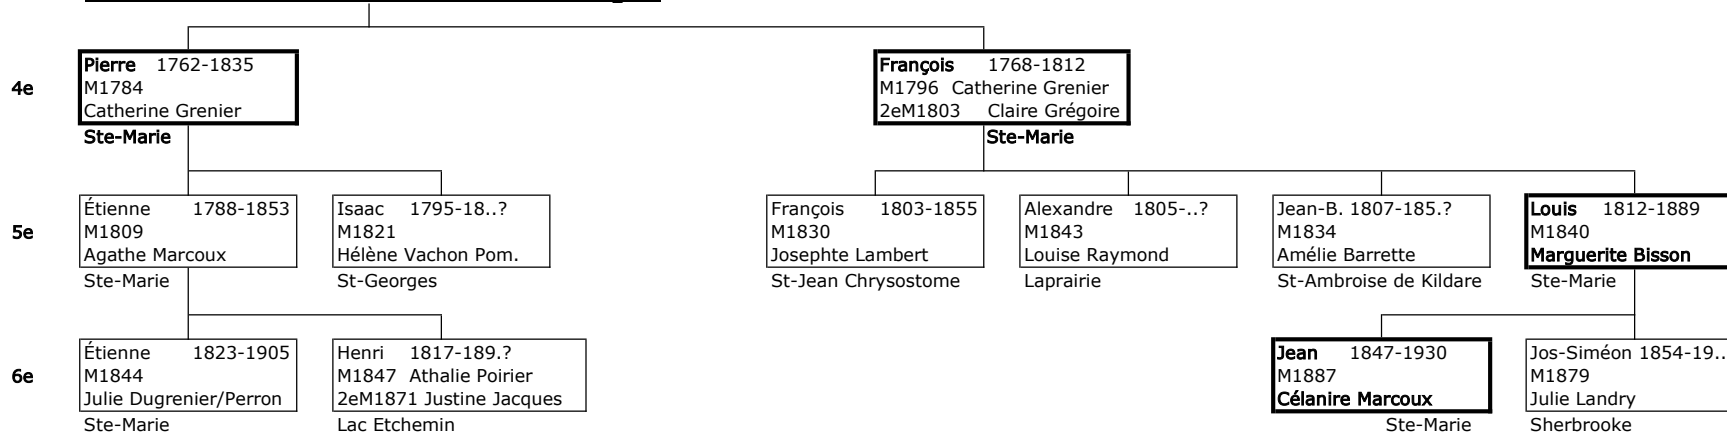 4e
Pierre 1762-1835
M1784
Catherine Grenier
Ste-Marie
François 1768-1812
M1796 Catherine Grenier
2eM1803 Claire Grégoire
Ste-Marie
5e
Étienne 1788-1853
M1809
Agathe Marcoux
Ste-Marie
Isaac 1795-18..?
M1821
Hélène Vachon Pom.
St-Georges
François 1803-1855
M1830
Josephte Lambert
St-Jean Chrysostome
Alexandre 1805-..?
M1843
Louise Raymond
Laprairie
Jean-B. 1807-185.?
M1834
Amélie Barrette
St-Ambroise de Kildare
Louis 1812-1889
M1840
Marguerite Bisson
Ste-Marie
6e
Étienne 1823-1905
M1844
Julie Dugrenier/Perron
Ste-Marie
Henri 1817-189.?
M1847 Athalie Poirier
2eM1871 Justine Jacques
Lac Etchemin
Jean 1847-1930
M1887
Célanire Marcoux
Ste-Marie
Jos-Siméon 1854-19..
M1879
Julie Landry
Sherbrooke